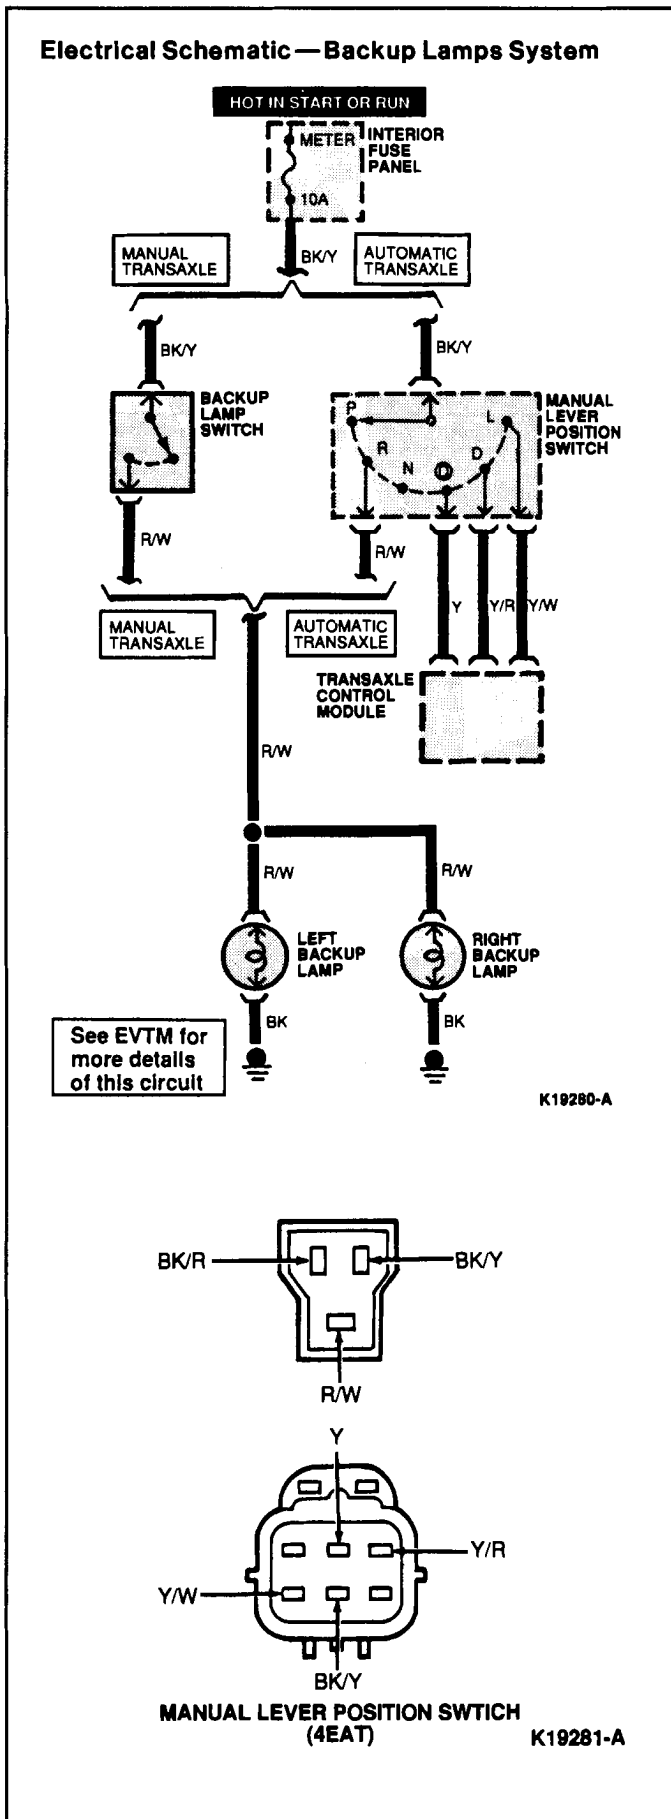 Electrical Schematic — Backup Lamps System
HOT IN START OR RUN
METER
INTERIOR
FUSE
PANEL
10A
MANUAL
TRANSAXLE
BK/Y
AUTOMATIC
TRANSAXLE
BK/Y
BK/Y
BACKUP
LAMP
SWITCH
P
R
N
D
D
L
MANUAL
LEVER
POSITION
SWITCH
R/W
R/W
Y
Y/R
Y/W
MANUAL
TRANSAXLE
AUTOMATIC
TRANSAXLE
TRANSAXLE
CONTROL
MODULE
R/W
R/W
R/W
LEFT
BACKUP
LAMP
RIGHT
BACKUP
LAMP
BK
BK
See EVTM for
more details
of this circuit
K19280-A
BK/R
BK/Y
R/W
Y
Y/R
Y/W
BK/Y
MANUAL LEVER POSITION SWTICH
(4EAT)
K19281-A